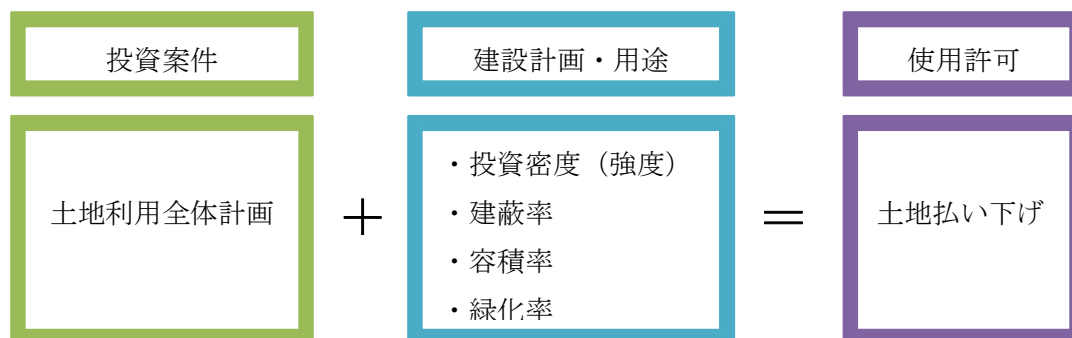 投資案件
建設計画・用途
使用許可
土地利用全体計画
＋
・投資密度（強度）
・建蔽率
・容積率
・緑化率
＝
土地払い下げ